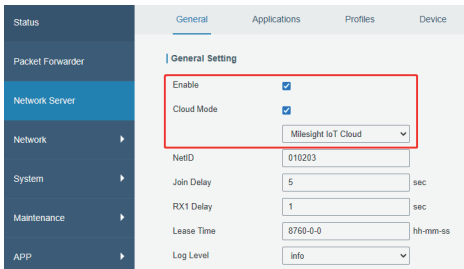 Status
Packet Forwarder
Network Server
Network
System
Maintenance
APP
General Applications Profiles Device
General Setting
Enable
Cloud Mode
Milesight IoT Cloud
NetID 010203
Join Delay 5 sec
RX1 Delay 1 sec
Lease Time 8760-0-0 hh-mm-ss
Log Level info